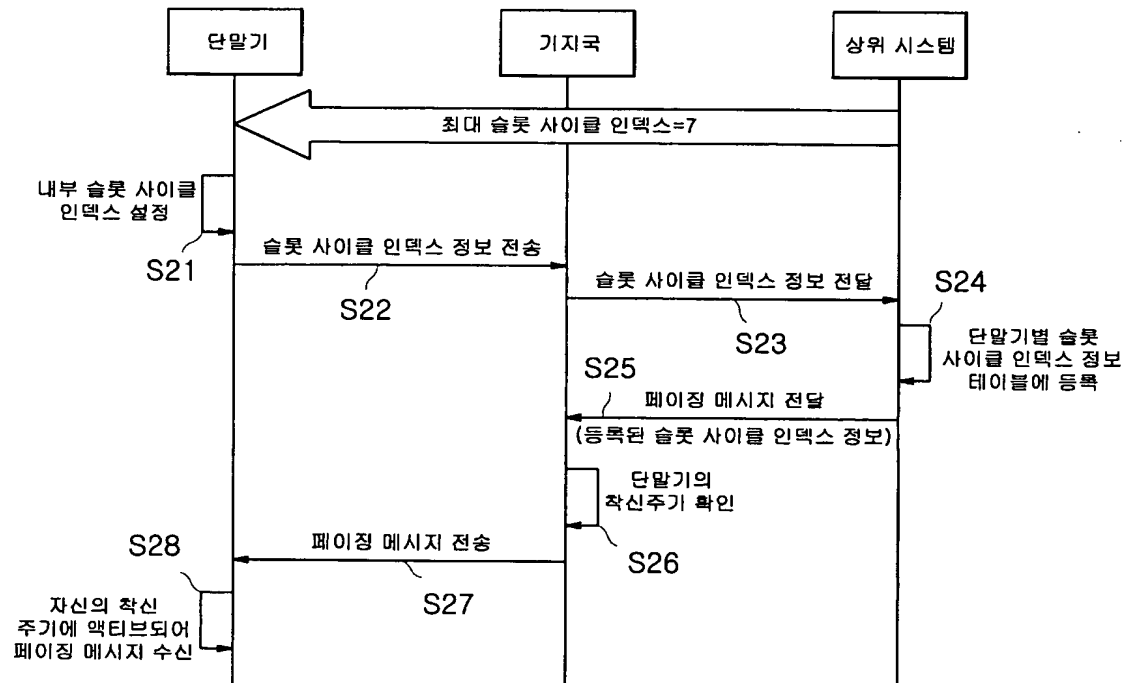 단말기
기지국
상위 시스템
최대 슬롯 사이클 인덱스=7
내부 슬롯 사이클
인덱스 설정
S21
슬롯 사이클 인덱스 정보 전송
S22
슬롯 사이클 인덱스 정보 전달
S23
S24
단말기별 슬롯
사이클 인덱스 정보
테이블에 등록
S25
페이징 메시지 전달
(등록된 슬롯 사이클 인덱스 정보)
단말기의
착신주기 확인
S26
페이징 메시지 전송
S27
S28
자신의 착신
주기에 액티브되어
페이징 메시지 수신